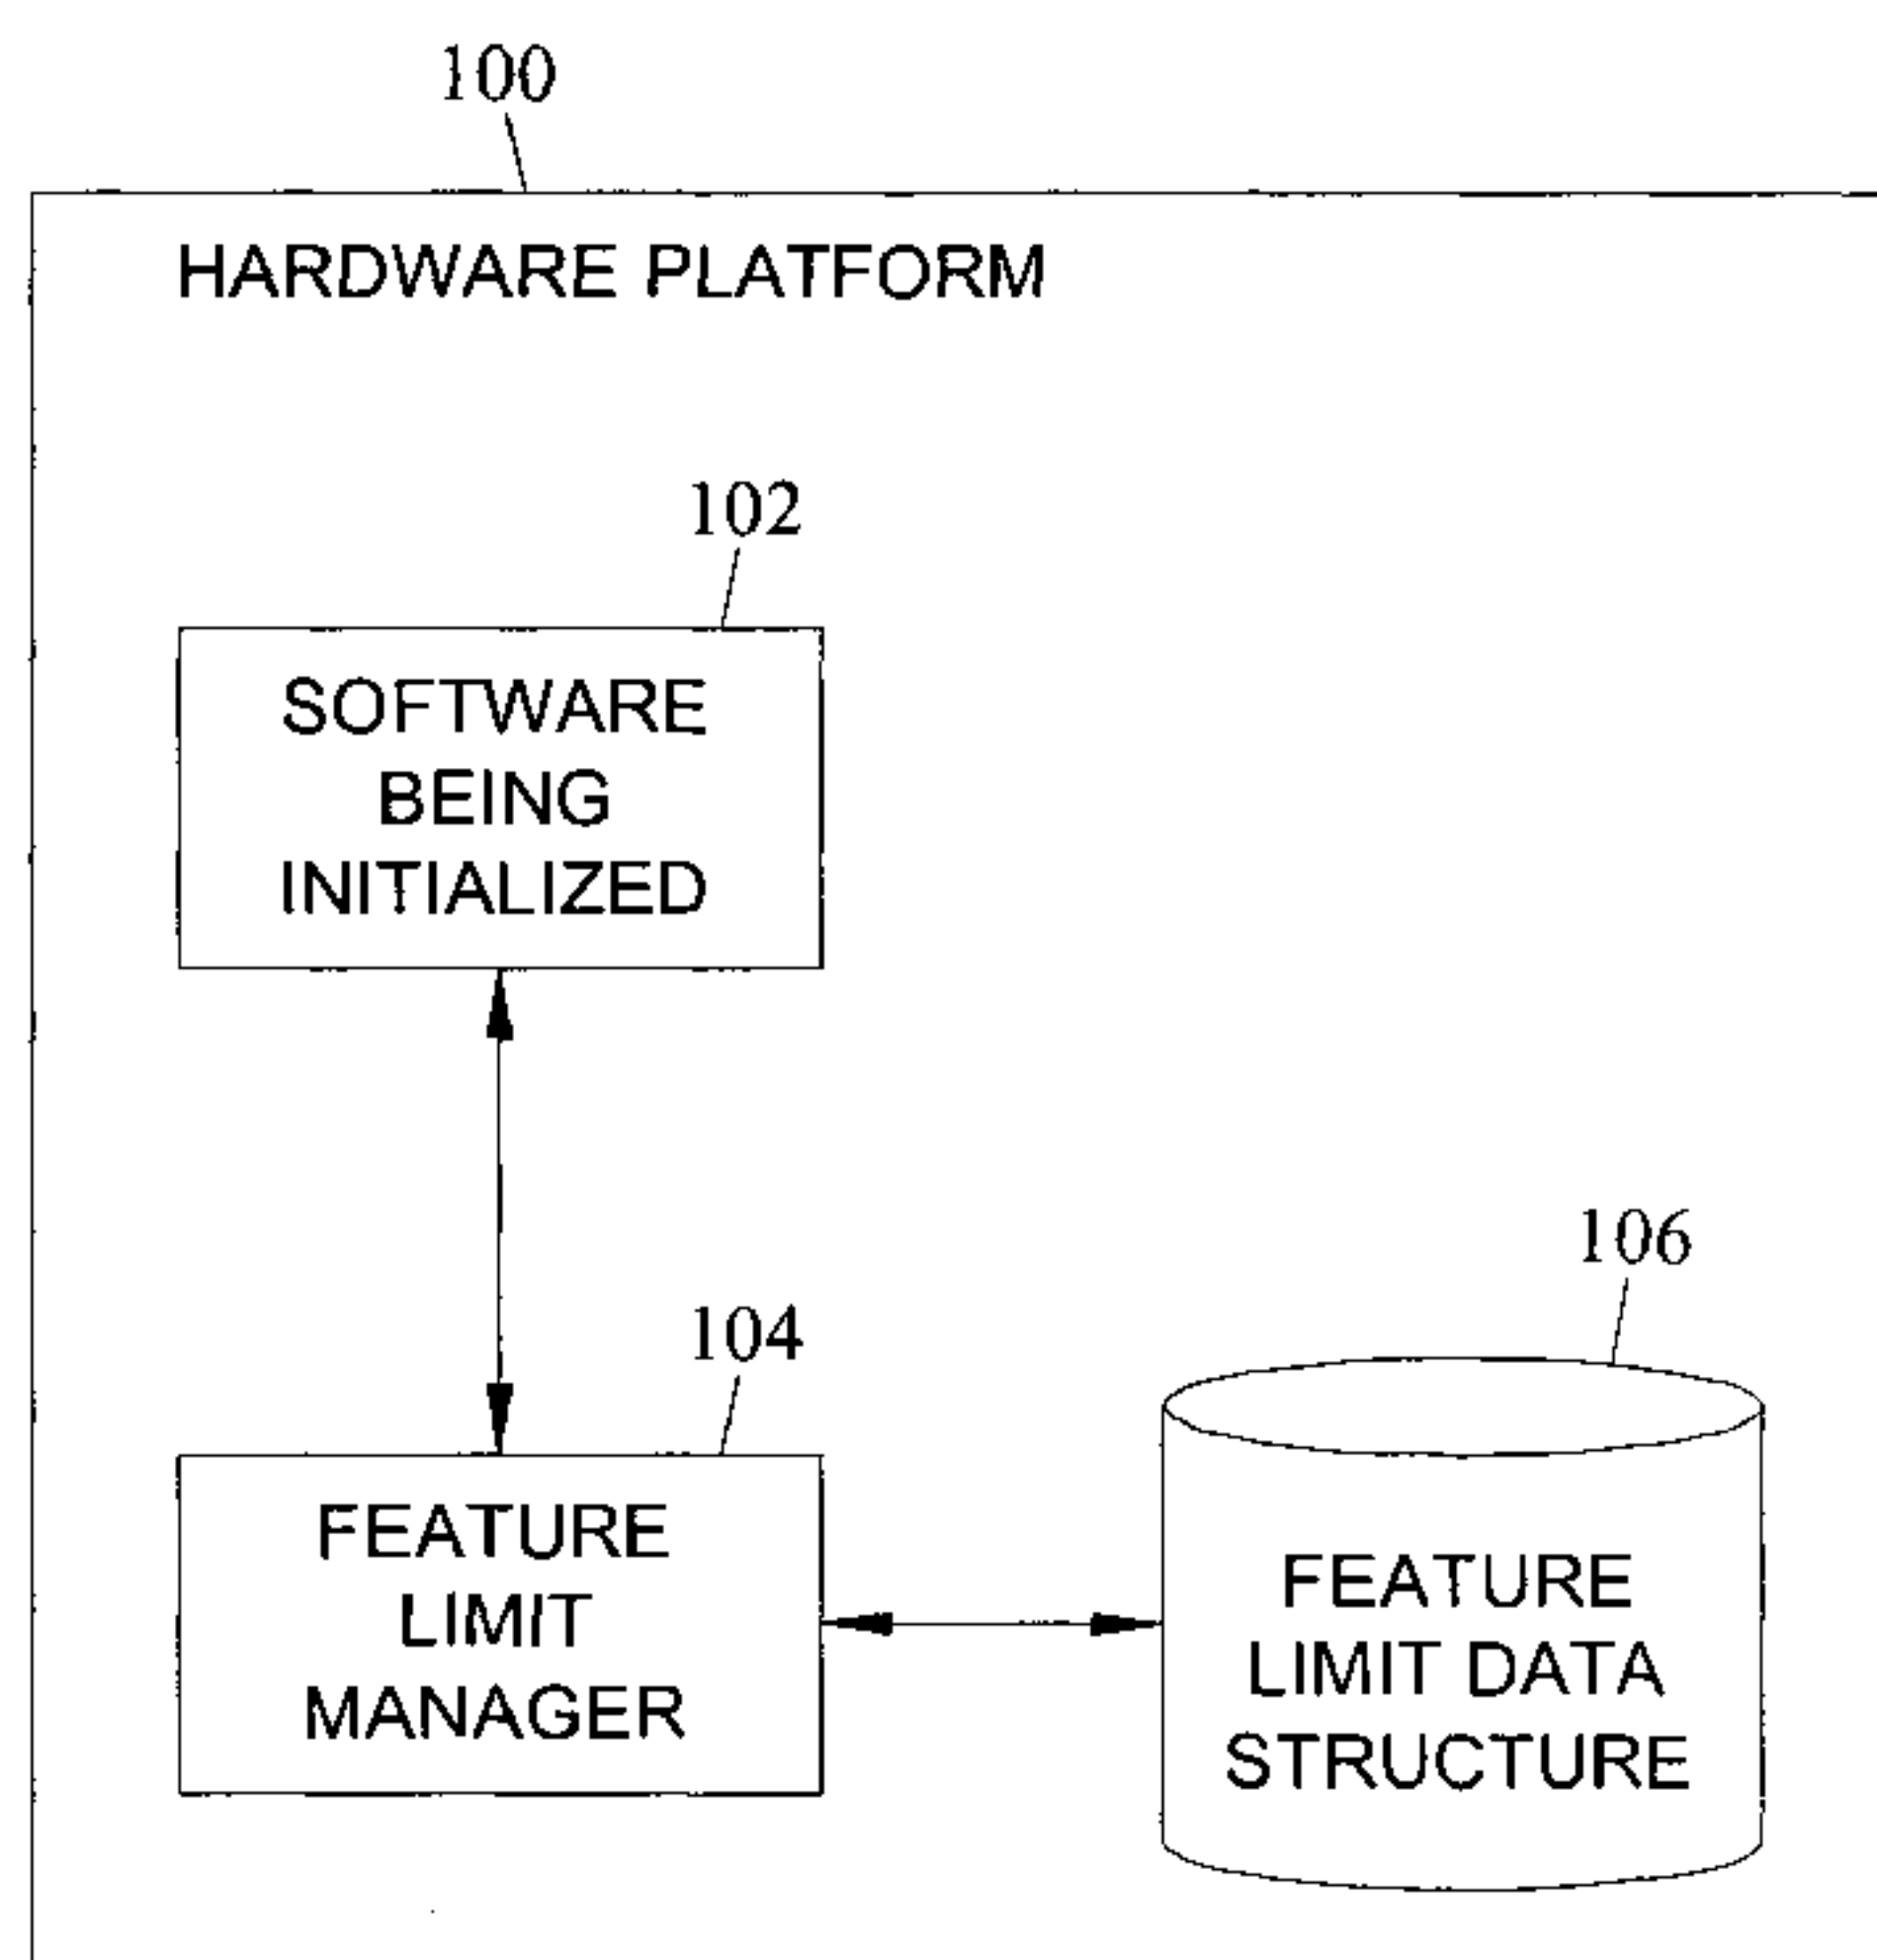 100
HARDWARE PLATFORM
102
SOFTWARE
BEING
INITIALIZED
106
104
FEATURE
LIMIT
MANAGER
FEATURE
LIMIT DATA
STRUCTURE